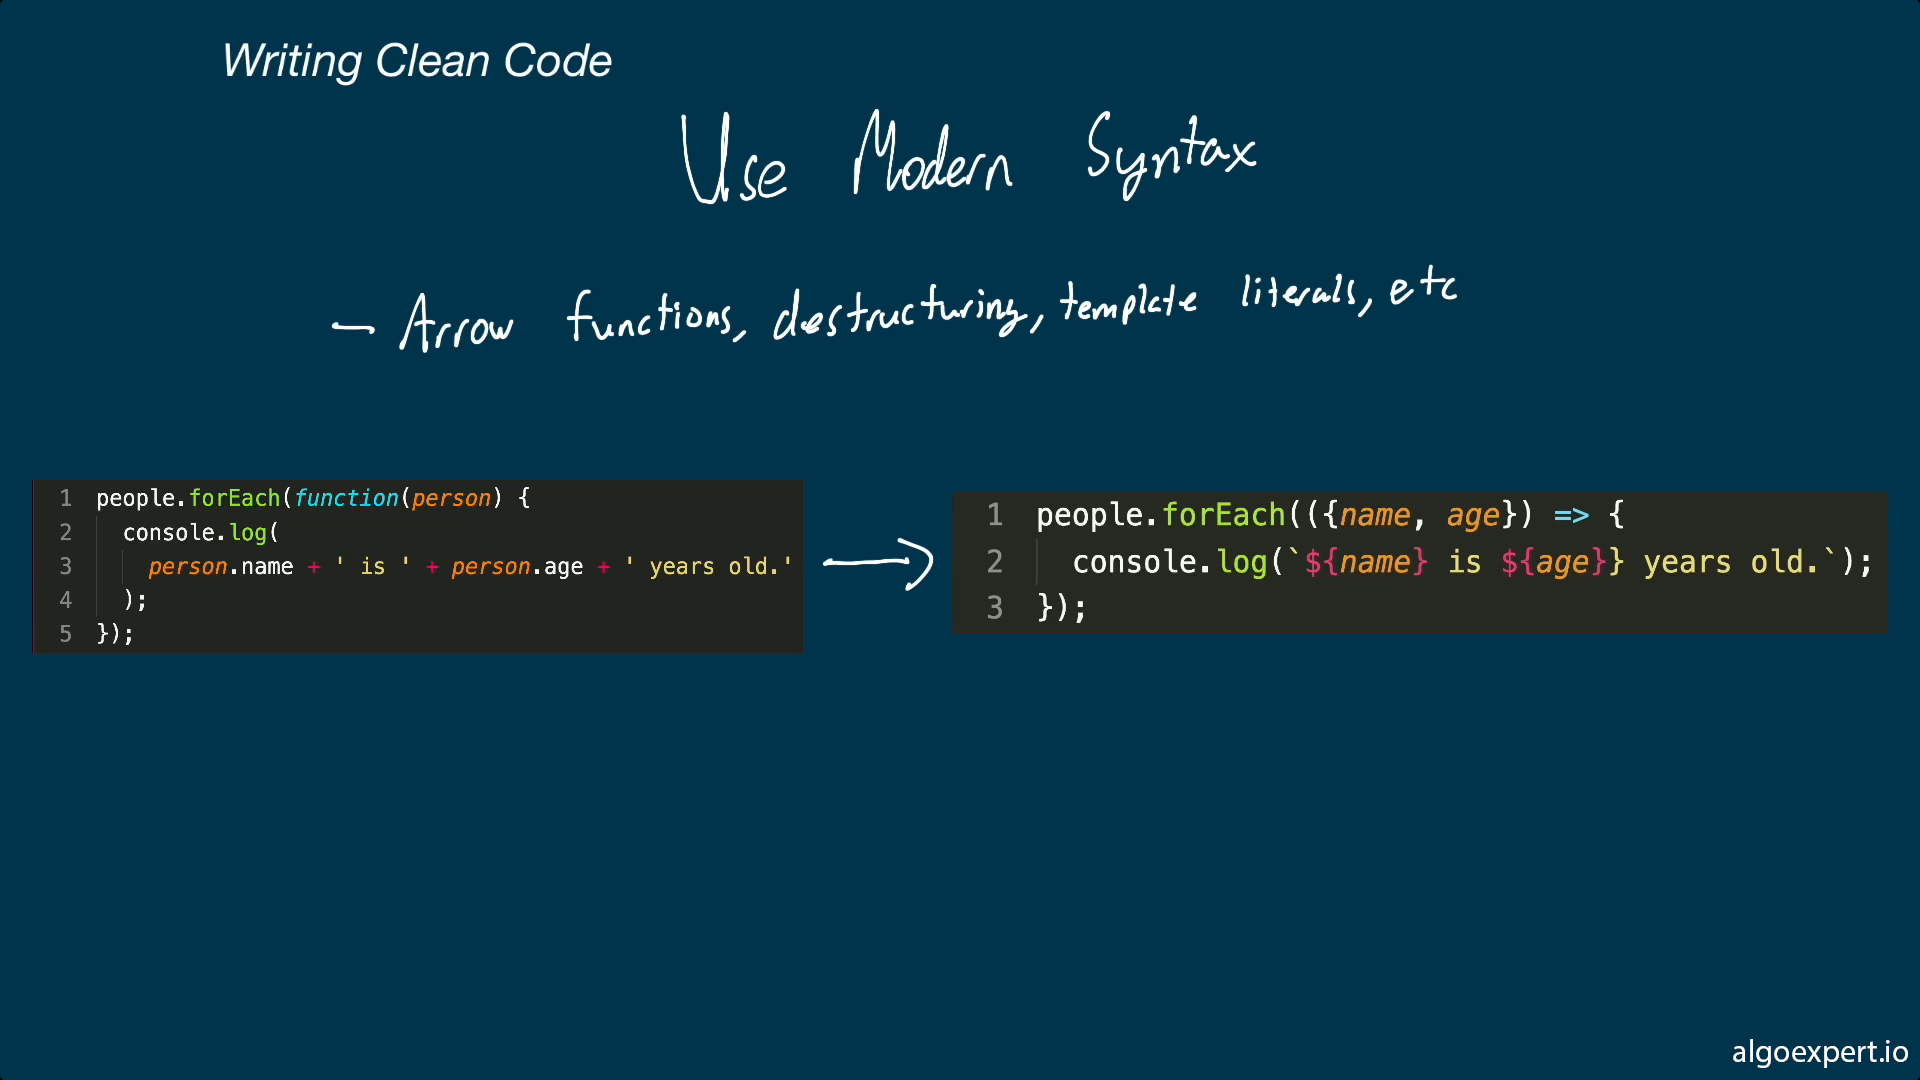 Writing Clean Code
Use Modern Syntax
- Arrow functions, destructuring, template literals, etc
1 people.forEach(function(person) {
2   console.log(
3     person.name + ' is ' + person.age + ' years old.'
4   );
5 });
1 people.forEach(({name, age}) => {
2   console.log(`${name} is ${age}} years old.`);
3 });
algoexpert.io